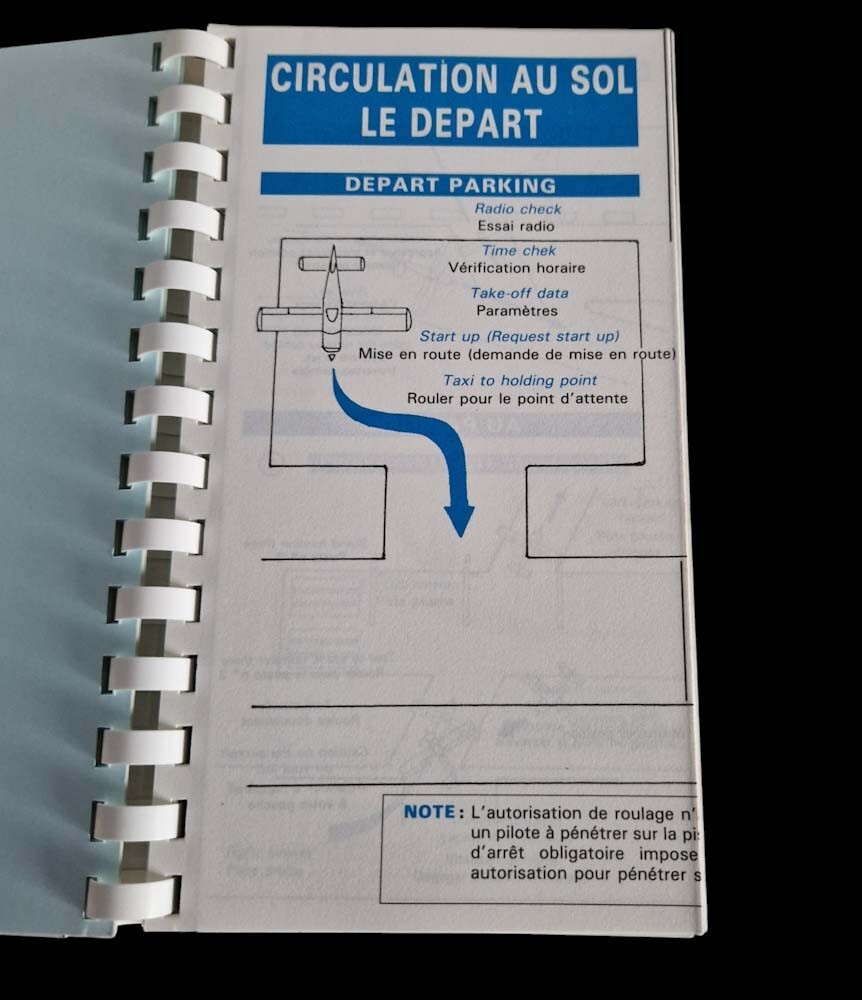 CIRCULATION AU SOL
LE DEPART
DEPART PARKING
Radio check
Essai radio
Time chek
Vérification horaire
Take-off data
Paramètres
Start up (Request start up)
Mise en route (demande de mise en route)
Taxi to holding point
Rouler pour le point d'attente
NOTE: L'autorisation de roulage n'
un pilote à pénétrer sur la
d'arrêt obligatoire impose
autorisation pour pénétrer